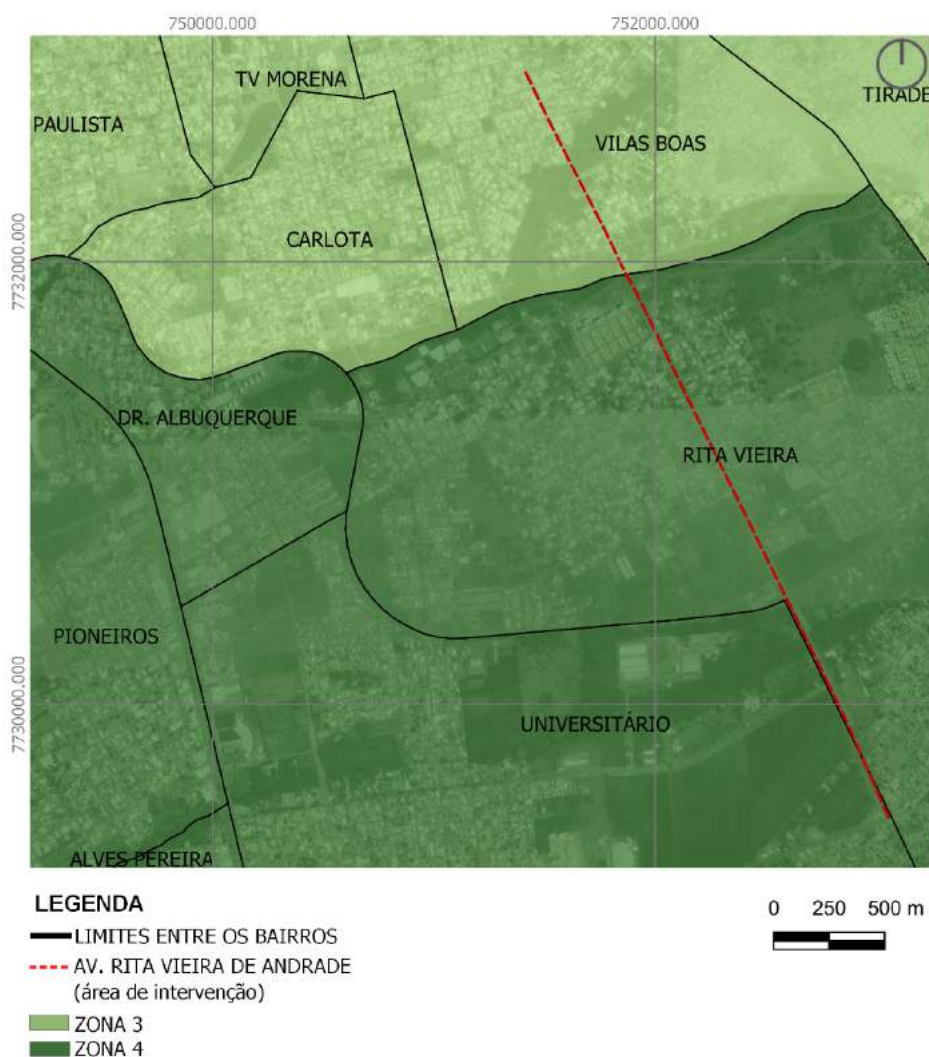 750000.000
752000.000
TV MORENA
TIRADE
PAULISTA
VILAS BOAS
CARLOTA
7732000.000
DR. ALBUQUERQUE
RITA VIEIRA
PIONEIROS
7730000.000
UNIVERSITÁRIO
ALVES PEREIRA
LEGENDA
LIMITES ENTRE OS BAIRROS
AV. RITA VIEIRA DE ANDRADE
(área de intervenção)
ZONA 3
ZONA 4
0 250 500 m